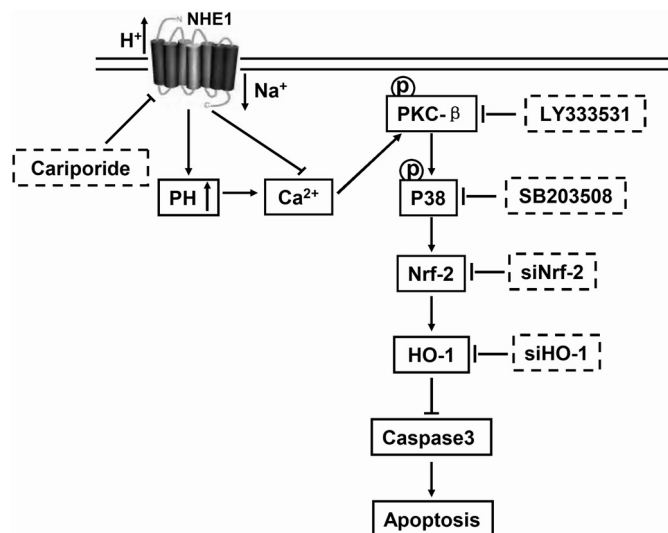 NHE1
N
H⁺
Na⁺
C
p
PKC-β
LY333531
Cariporide
p
PH
Ca²⁺
P38
SB203508
Nrf-2
siNrf-2
HO-1
siHO-1
Caspase3
Apoptosis